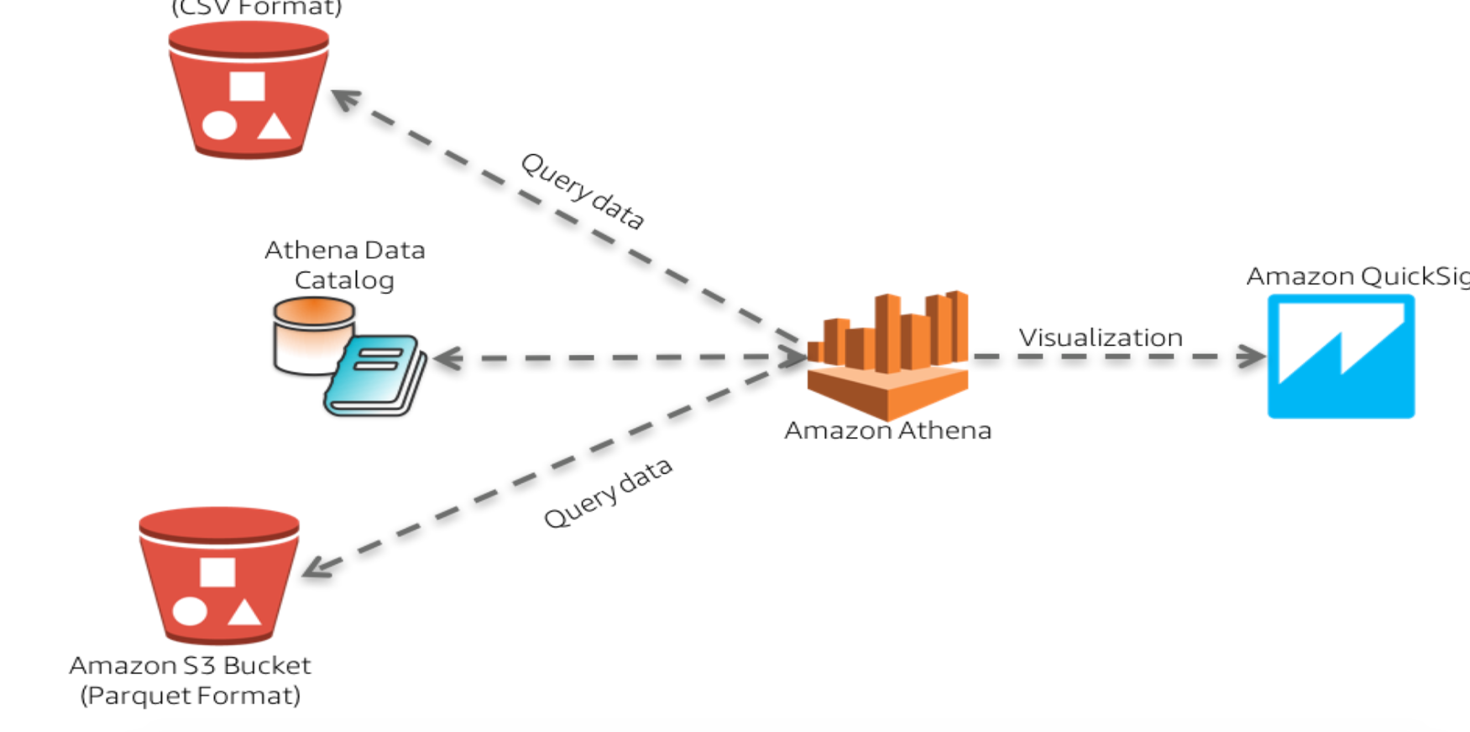 (CSV Format)
Query data
Athena Data
Catalog
Amazon QuickSig
Visualization
Amazon Athena
Query data
Amazon S3 Bucket
(Parquet Format)